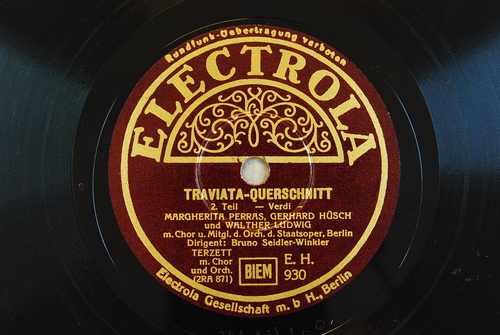 Rundfunk-Uebertragung verboten
ELECTROLA
TRAVIATA-QUERSCHNITT
2. Teil — Verdi —
MARGHERITA PERRAS, GERHARD HÜSCH
und WALTHER LUDWIG
m. Chor u. Mitgl. d. Orch. d. Staatsoper, Berlin
Dirigent: Bruno Seidler-Winkler
TERZETT
m. Chor
und Orch.
(2RA 871)
BIEM
E. H.
930
Electrola Gesellschaft m. b H., Berlin